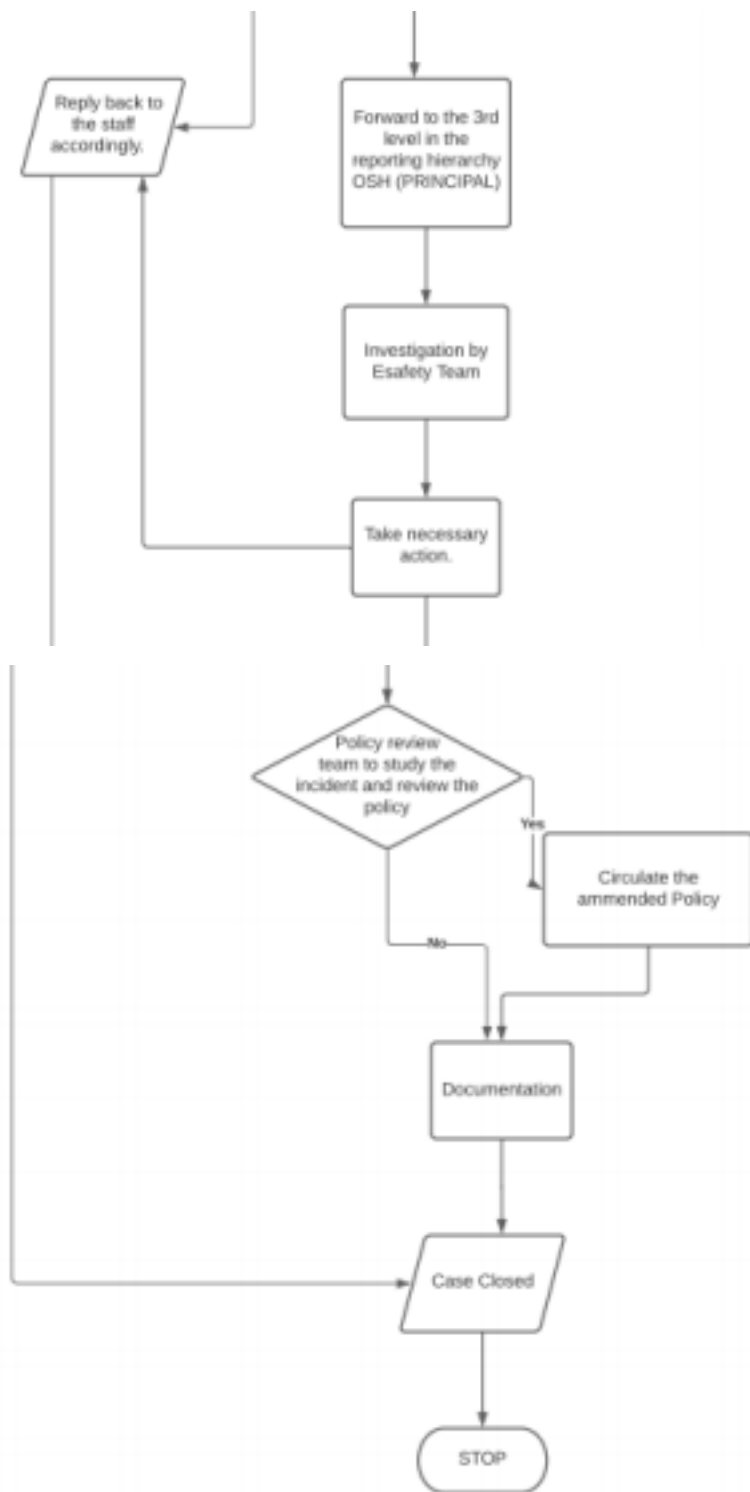 Reply back to
the staff
accordingly.
Forward to the 3rd
level in the
reporting hierarchy
OSH (PRINCIPAL)
Investigation by
Esafety Team
Take necessary
action.
Policy review
team to study the
incident and review the
policy
Yes
Circulate the
ammended Policy
No
Documentation
Case Closed
STOP